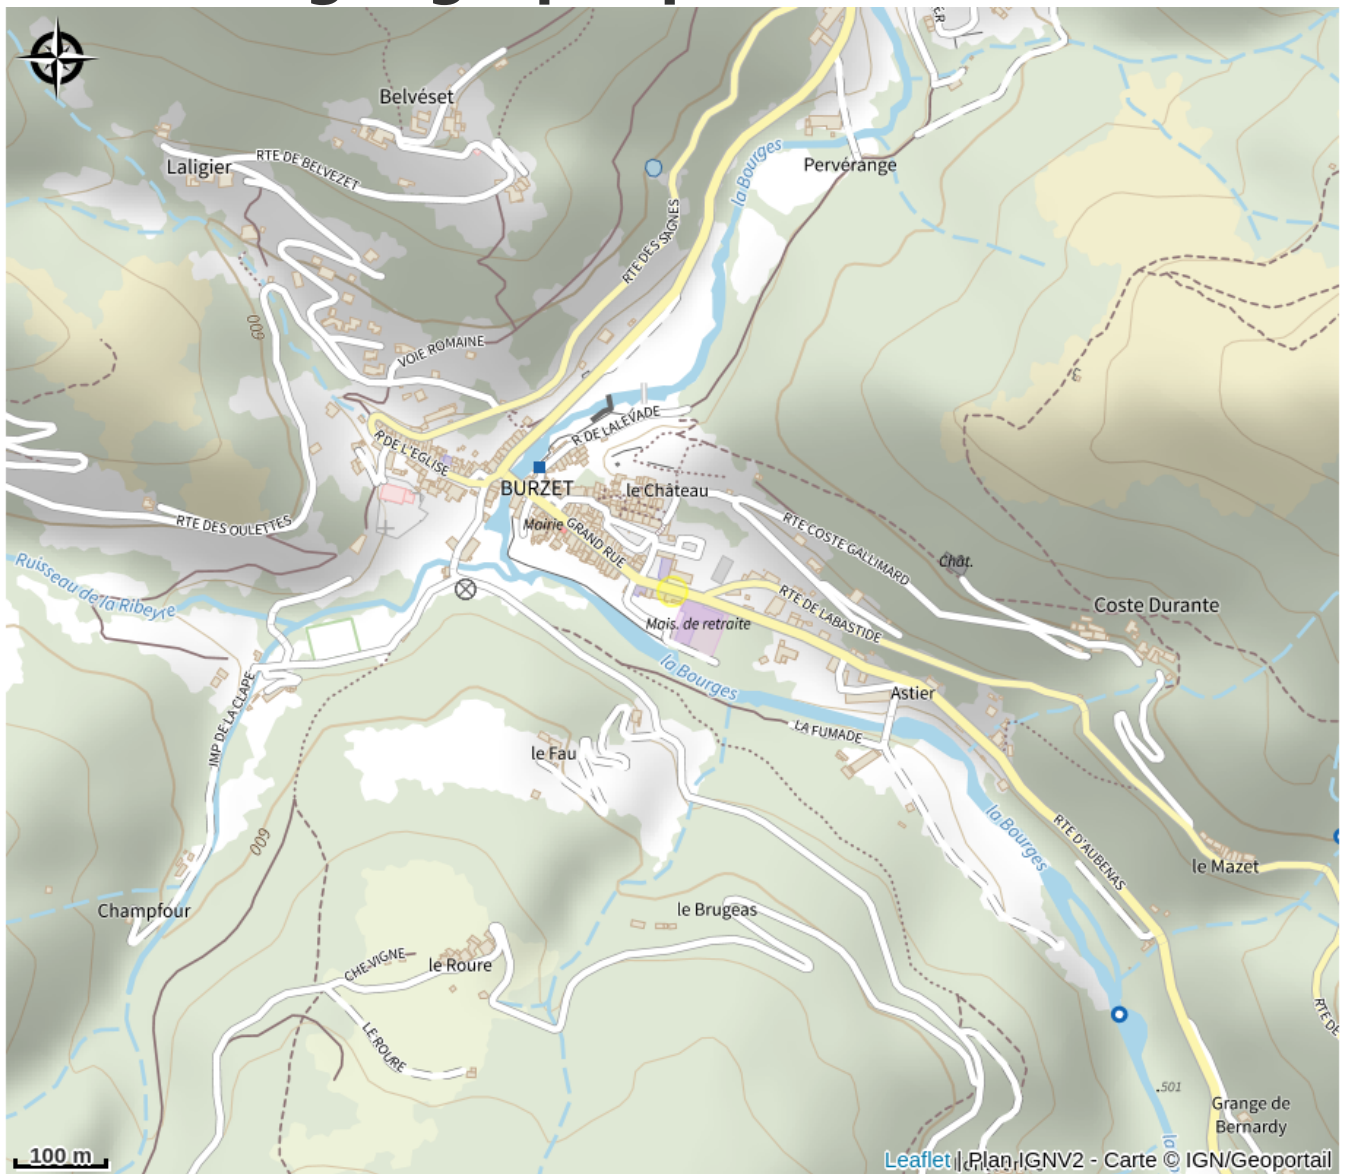 Belvéset
Laligier
RTE DE BELVEZET
la Bourges
Pervérange
RTE DES SAGNES
600
VOIE ROMAINE
R DE LALEVADE
R DE L'EGLISE
BURZET
le Château
RTE DES OULETTES
Mairie
GRAND RUE
RTE COSTE GALLIMARD
Chât.
Ruisseau de la Ribeyre
Coste Durante
RTE DE LABASTIDE
Mais. de retraite
la Bourges
Astier
IMP DE LA CLAPE
LA FUMADE
le Fau
600
la Bourges
RTE D'AUBENAS
le Mazet
Champfour
le Brugeas
CHE VIGNE
le Roure
LE ROURE
RTE DE
501
Grange de
Bernardy
la
100 m
Leaflet | Plan IGNV2 - Carte © IGN/Geoportail